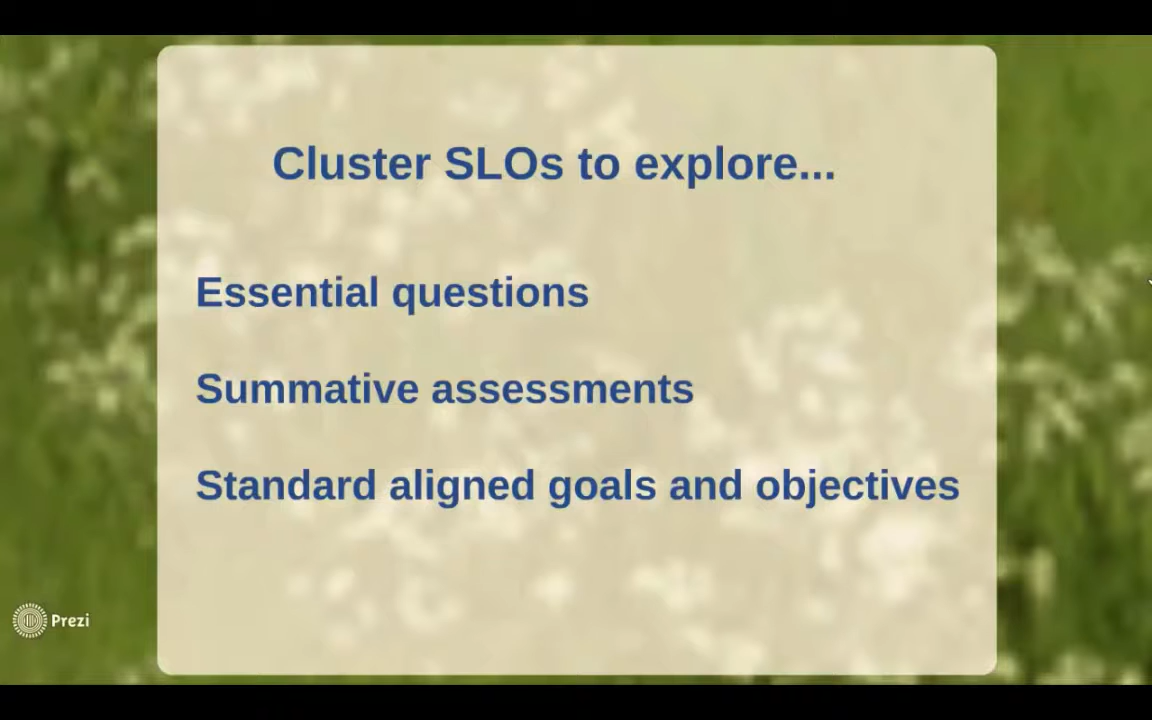 Cluster SLOs to explore...
Essential questions
Summative assessments
Standard aligned goals and objectives
Prezi